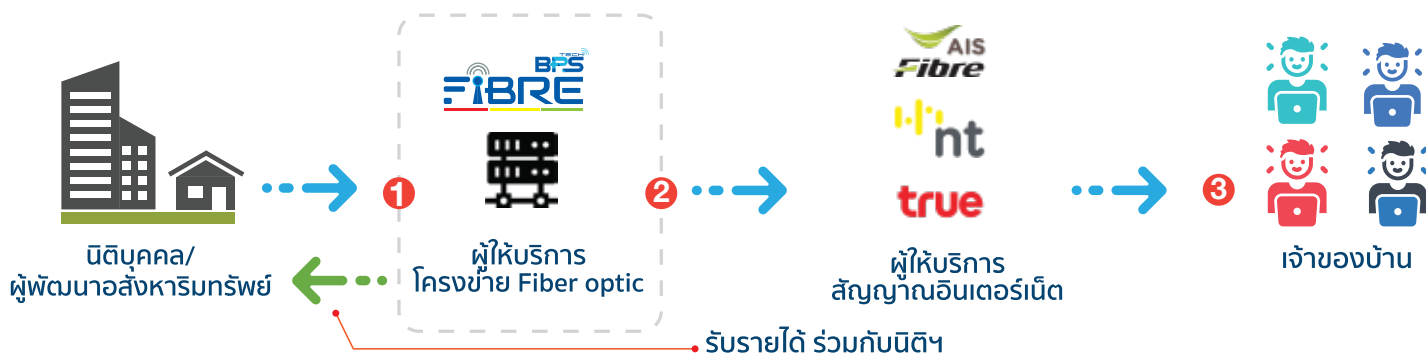 TECH
BPS
FiBRE
AIS
Fibre
nt
true
1
2
3
นิติบุคคล/
ผู้พัฒนาอสังหาริมทรัพย์
ผู้ให้บริการ
โครงข่าย Fiber optic
ผู้ให้บริการ
สัญญาณอินเตอร์เน็ต
เจ้าของบ้าน
รับรายได้ ร่วมกับนิติฯ